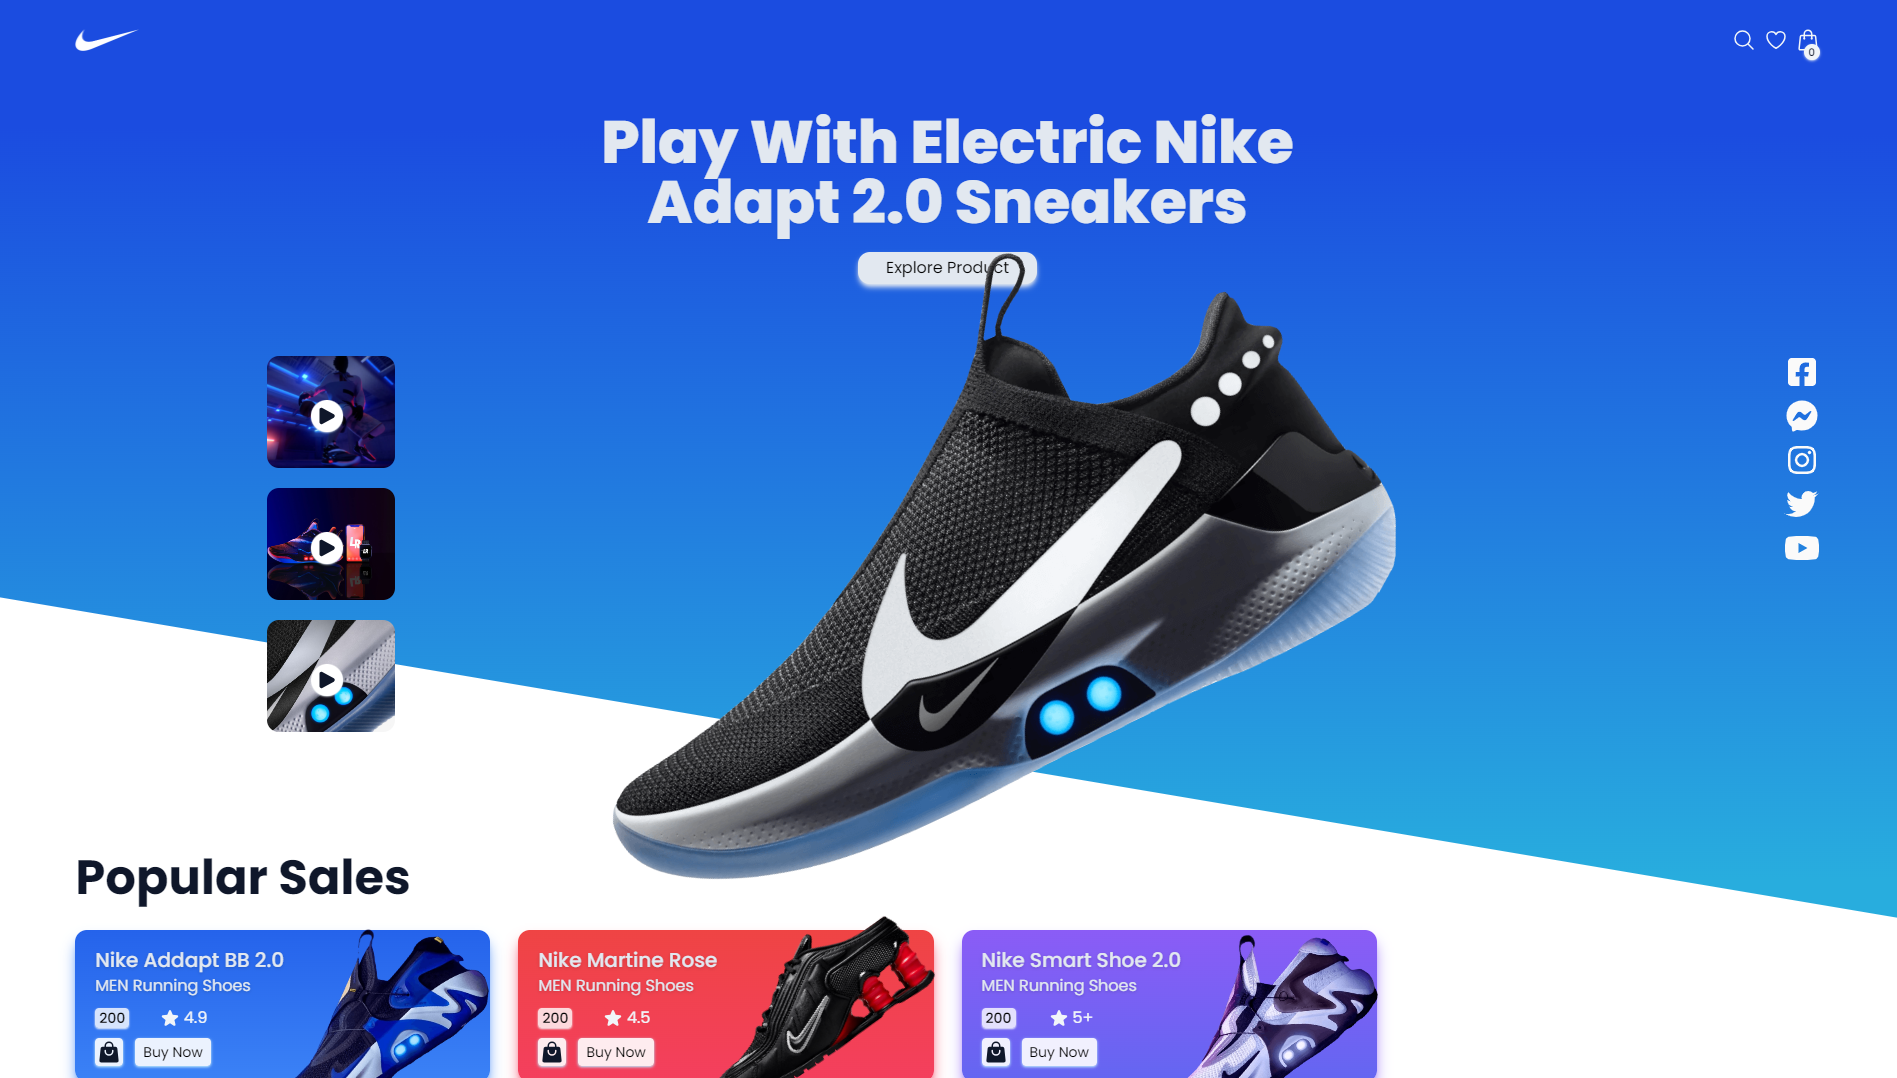 0
Play With Electric Nike
Adapt 2.0 Sneakers
Explore Product
Popular Sales
Nike Addapt BB 2.0
MEN Running Shoes
200 4.9
Buy Now
Nike Martine Rose
MEN Running Shoes
200 4.5
Buy Now
Nike Smart Shoe 2.0
MEN Running Shoes
200 5+
Buy Now